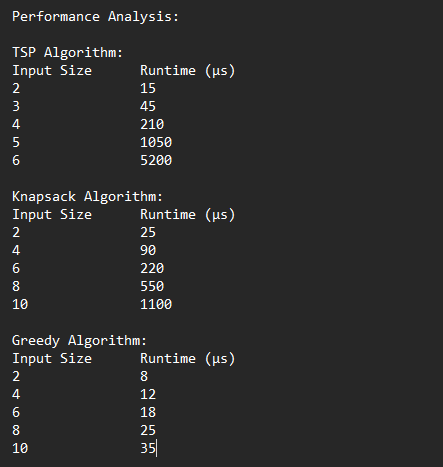 Performance Analysis:
TSP Algorithm:
Input Size      Runtime (μs)
2               15
3               45
4               210
5               1050
6               5200
Knapsack Algorithm:
Input Size      Runtime (μs)
2               25
4               90
6               220
8               550
10              1100
Greedy Algorithm:
Input Size      Runtime (μs)
2               8
4               12
6               18
8               25
10              35